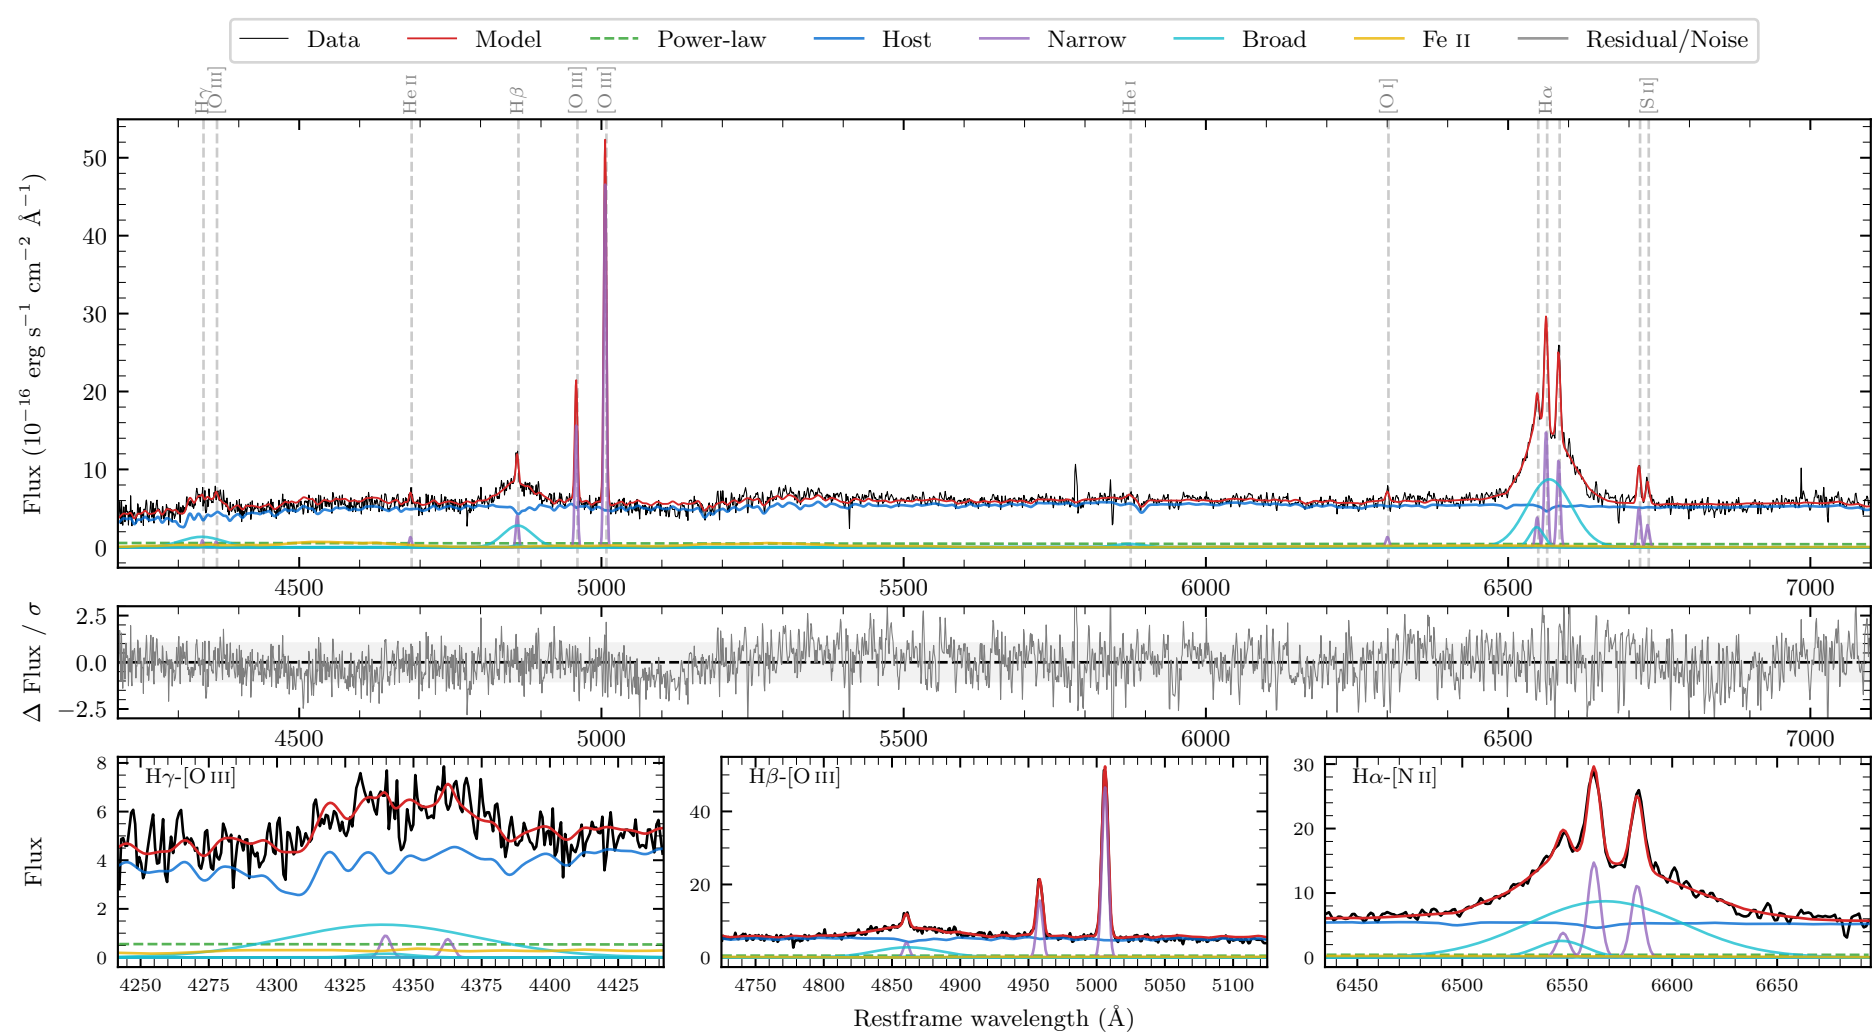 Data Model Power-law Host Narrow Broad Fe II Residual/Noise
Hγ [O III] He II Hβ [O III] [O III] He I [O I] Hα [S II]
Flux (10⁻¹⁶ erg s⁻¹ cm⁻² Å⁻¹)
50
40
30
20
10
0
4500 5000 5500 6000 6500 7000
Δ Flux / σ
2.5
0.0
−2.5
4500 5000 5500 6000 6500 7000
Flux
Hγ-[O III]
8
6
4
2
0
4250 4275 4300 4325 4350 4375 4400 4425
Hβ-[O III]
40
20
0
4750 4800 4850 4900 4950 5000 5050 5100
Hα-[N II]
30
20
10
0
6450 6500 6550 6600 6650
Restframe wavelength (Å)